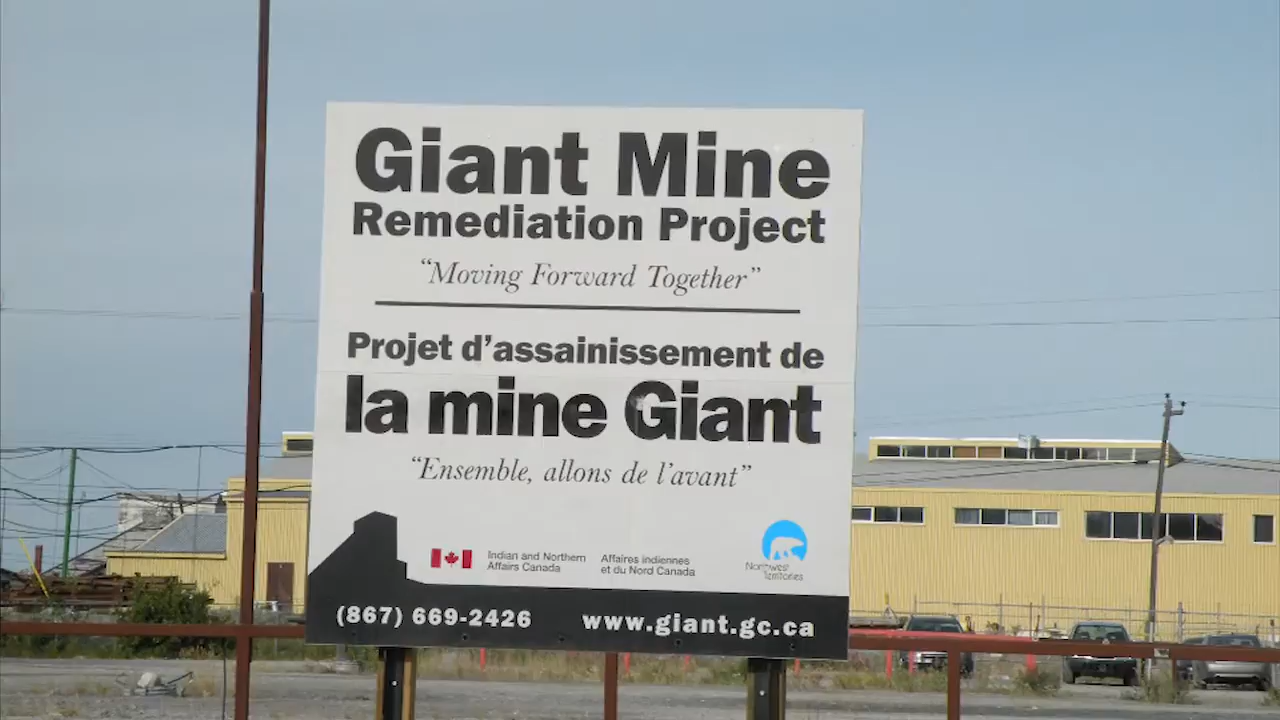 Giant Mine
Remediation Project
“Moving Forward Together”
Projet d’assainissement de
la mine Giant
“Ensemble, allons de l’avant”
Indian and Northern
Affairs Canada
Affaires indiennes
et du Nord Canada
Northwest
Territories
(867) 669-2426
www.giant.gc.ca